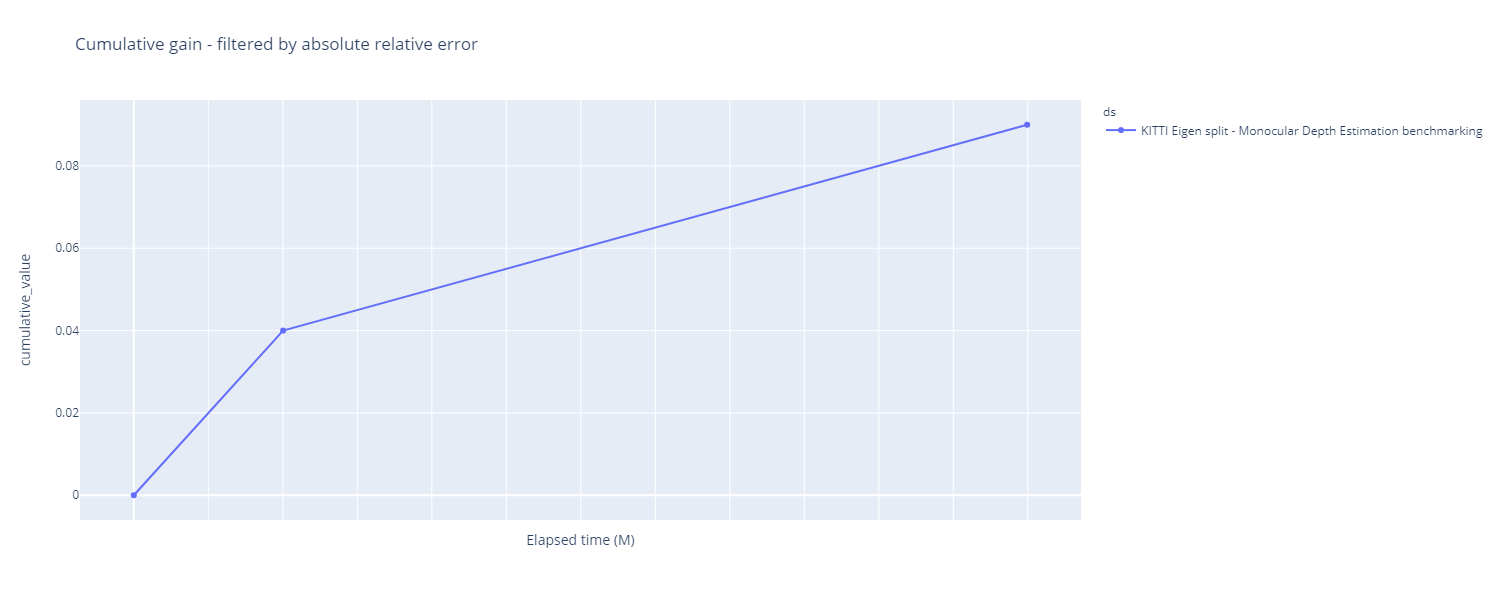 Cumulative gain - filtered by absolute relative error
ds
KITTI Eigen split - Monocular Depth Estimation benchmarking
0.08
0.06
0.04
0.02
0
cumulative_value
Elapsed time (M)